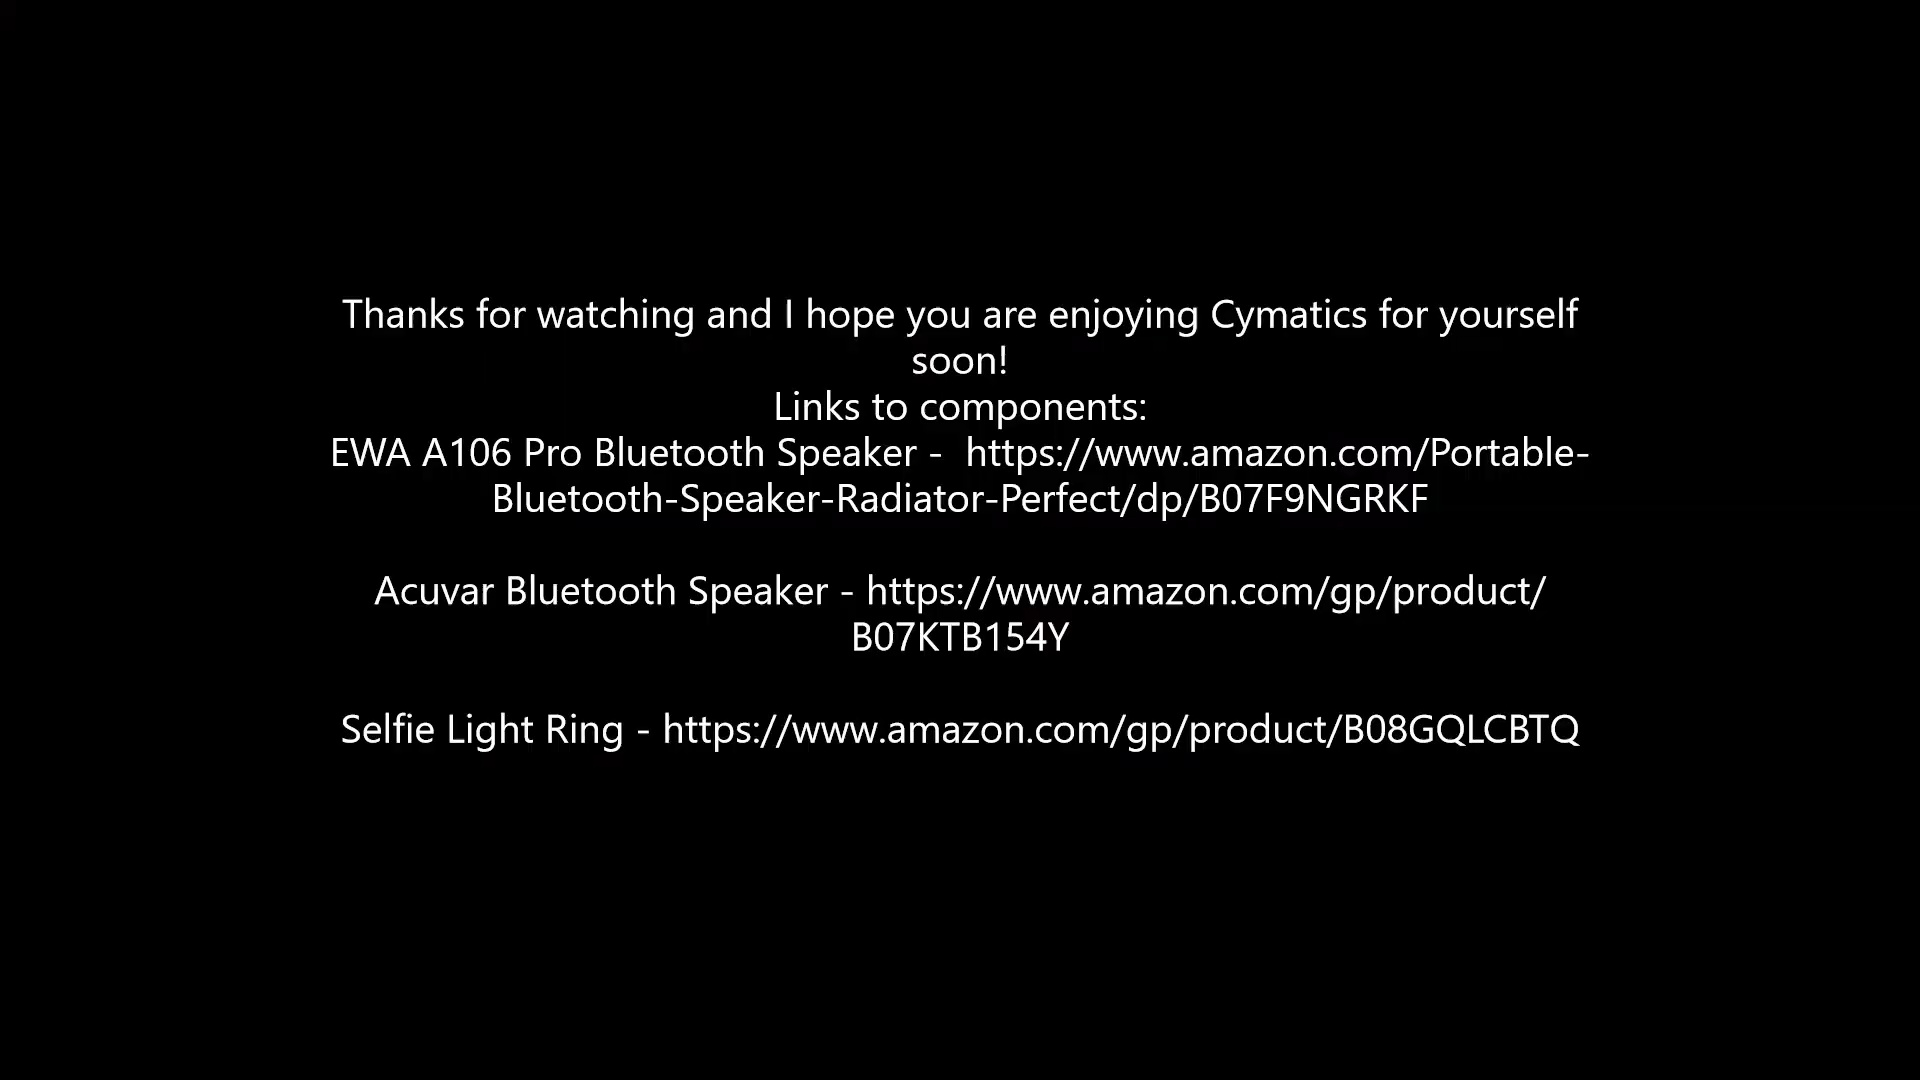 Thanks for watching and I hope you are enjoying Cymatics for yourself
soon!
Links to components:
EWA A106 Pro Bluetooth Speaker -  https://www.amazon.com/Portable-
Bluetooth-Speaker-Radiator-Perfect/dp/B07F9NGRKF
Acuvar Bluetooth Speaker - https://www.amazon.com/gp/product/
B07KTB154Y
Selfie Light Ring - https://www.amazon.com/gp/product/B08GQLCBTQ